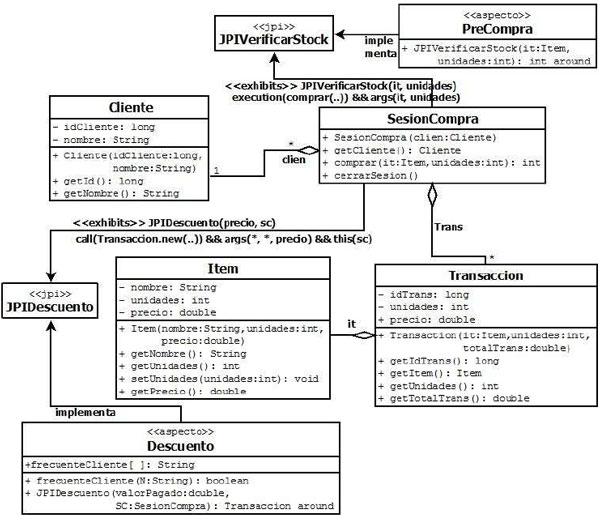 <<jpi>>
JPIVerificarStock
imple
menta
<<aspecto>>
PreCompra
+ JPIVerificarStock(it:Item,
unidades:int): int around
<<exhibits>> JPIVerificarStock(it, unidades)
execution(comprar(..)) && args(it, unidades)
Cliente
- idCliente: long
- nombre: String
+ Cliente(idCliente:long,
nombre:String)
+ getId(): long
+ getNombre(): String
1
*
clien
SesionCompra
+ SesionCompra(clien:Cliente)
+ getCliente(): Cliente
+ comprar(it:Item,unidades:int): int
+ cerrarSesion()
Trans
*
<<exhibits>> JPIDescuento(precio, sc)
call(Transaccion.new(..)) && args(*, *, precio) && this(sc)
<<jpi>>
JPIDescuento
Item
- nombre: String
- unidades: int
- precio: double
+ Item(nombre:String,unidades:int,
precio:double)
+ getNombre(): String
+ getUnidades(): int
+ setUnidades(unidades:int): void
+ getPrecio(): double
it
Transaccion
- idTrans: long
- unidades: int
+ precio: double
+ Transaction(it:Item,unidades:int,
totalTrans:double)
+ getIdTrans(): long
+ getItem(): Item
+ getUnidades(): int
+ getTotalTrans(): double
implementa
<<aspecto>>
Descuento
+frecuenteCliente[ ]: String
+ frecuenteCliente(N:String): boolean
+ JPIDescuento(valorPagado:double,
SC:SesionCompra): Transaccion around